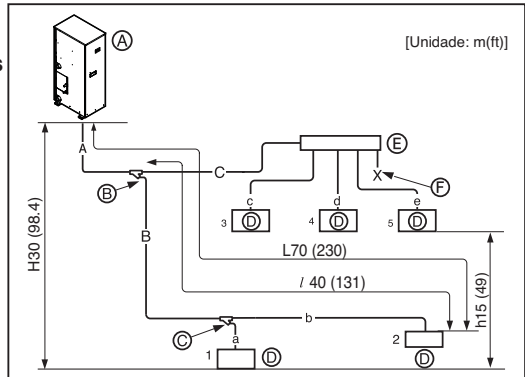 s
A
[Unidade: m(ft)]
A
E
C
X
F
B
c
d
e
3 D
4 D
5 D
H30 (98.4)
B
L70 (230)
l 40 (131)
h15 (49)
b
C
a
2
D
1
D